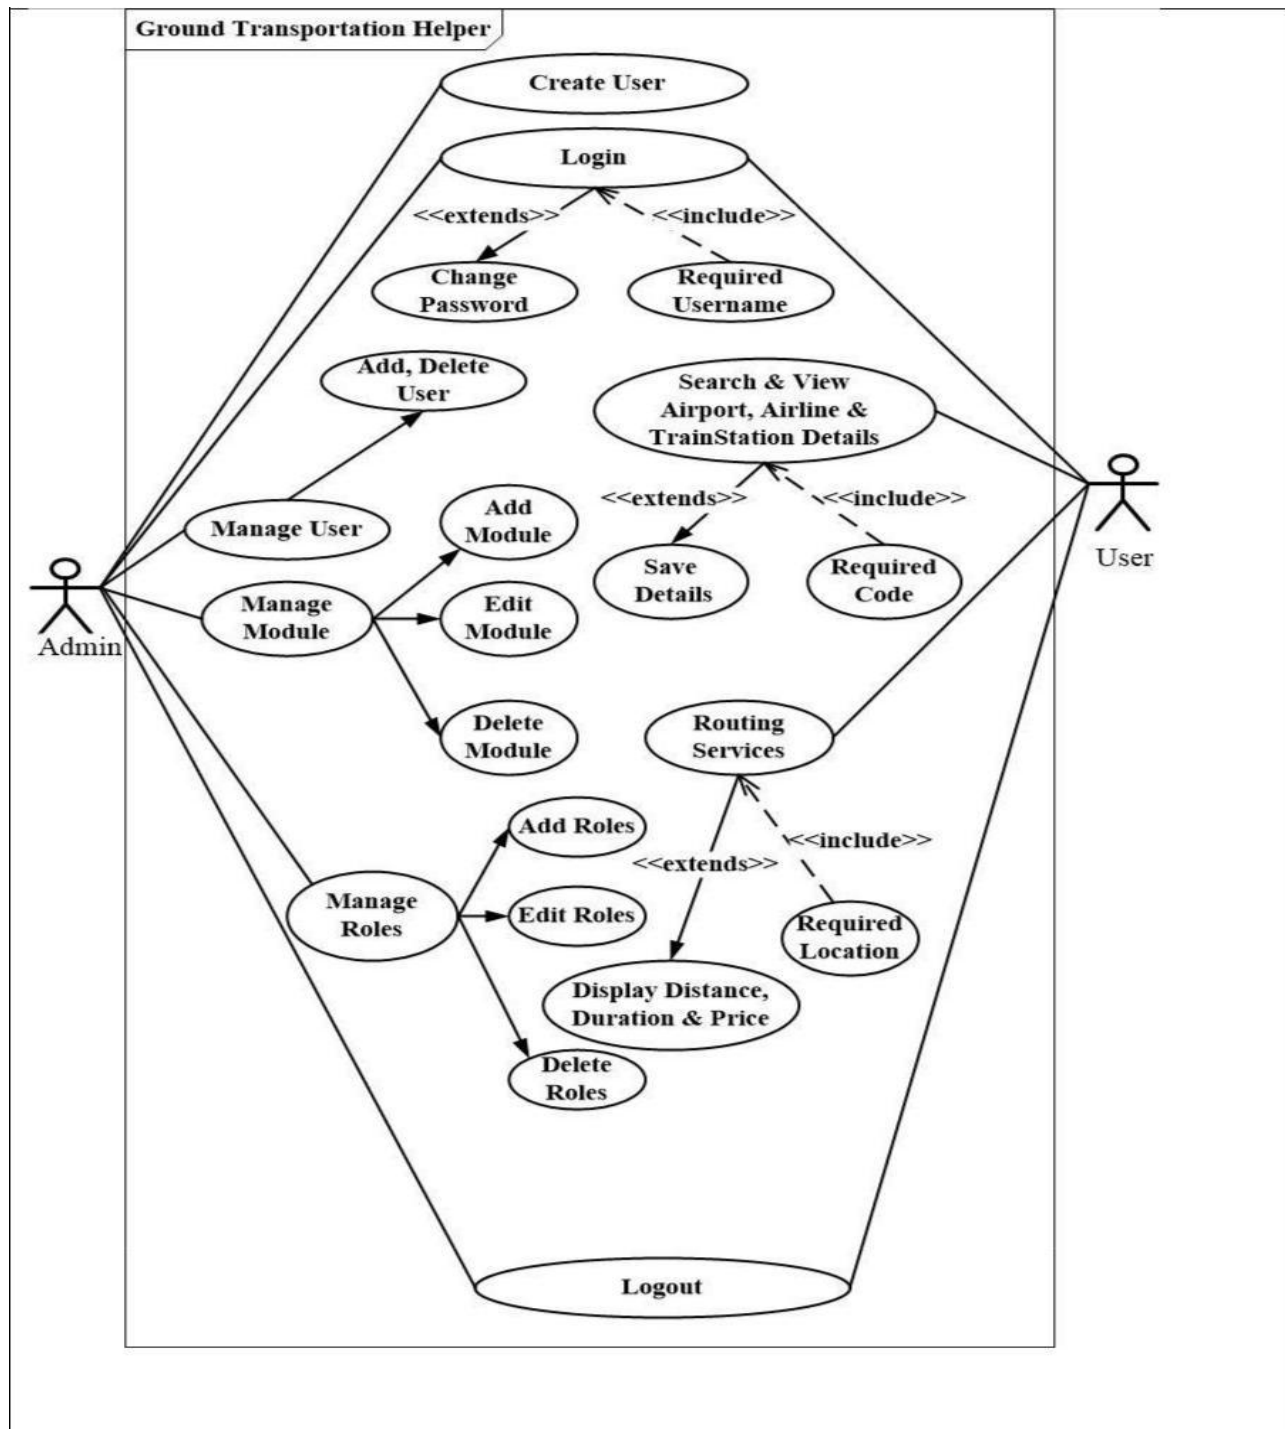 Ground Transportation Helper
Create User
Login
<<extends>>
<<include>>
Change
Password
Required
Username
Add, Delete
User
Search & View
Airport, Airline &
TrainStation Details
Manage User
Add
Module
<<extends>>
<<include>>
User
Save
Details
Required
Code
Manage
Module
Edit
Module
Admin
Delete
Module
Routing
Services
Add Roles
<<include>>
<<extends>>
Manage
Roles
Edit Roles
Required
Location
Display Distance,
Duration & Price
Delete
Roles
Logout